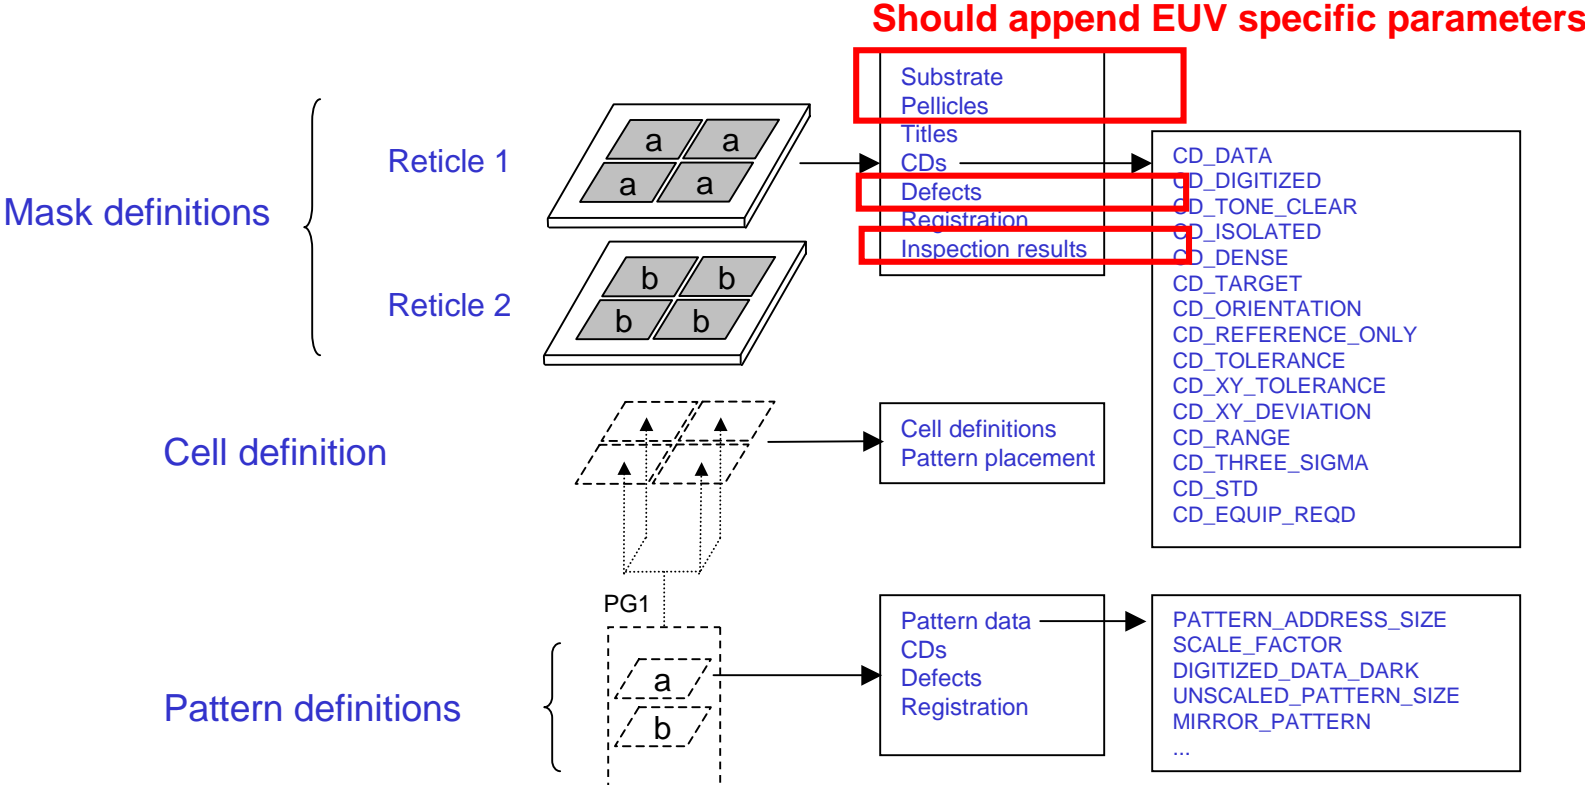 Should append EUV specific parameters
Mask definitions
Reticle 1
a a
a a
Reticle 2
b b
b b
Substrate
Pellicles
Titles
CDs
Defects
Registration
Inspection results
CD_DATA
CD_DIGITIZED
CD_TONE_CLEAR
CD_ISOLATED
CD_DENSE
CD_TARGET
CD_ORIENTATION
CD_REFERENCE_ONLY
CD_TOLERANCE
CD_XY_TOLERANCE
CD_XY_DEVIATION
CD_RANGE
CD_THREE_SIGMA
CD_STD
CD_EQUIP_REQD
Cell definition
Cell definitions
Pattern placement
PG1
Pattern definitions
a
b
Pattern data
CDs
Defects
Registration
PATTERN_ADDRESS_SIZE
SCALE_FACTOR
DIGITIZED_DATA_DARK
UNSCALED_PATTERN_SIZE
MIRROR_PATTERN
...